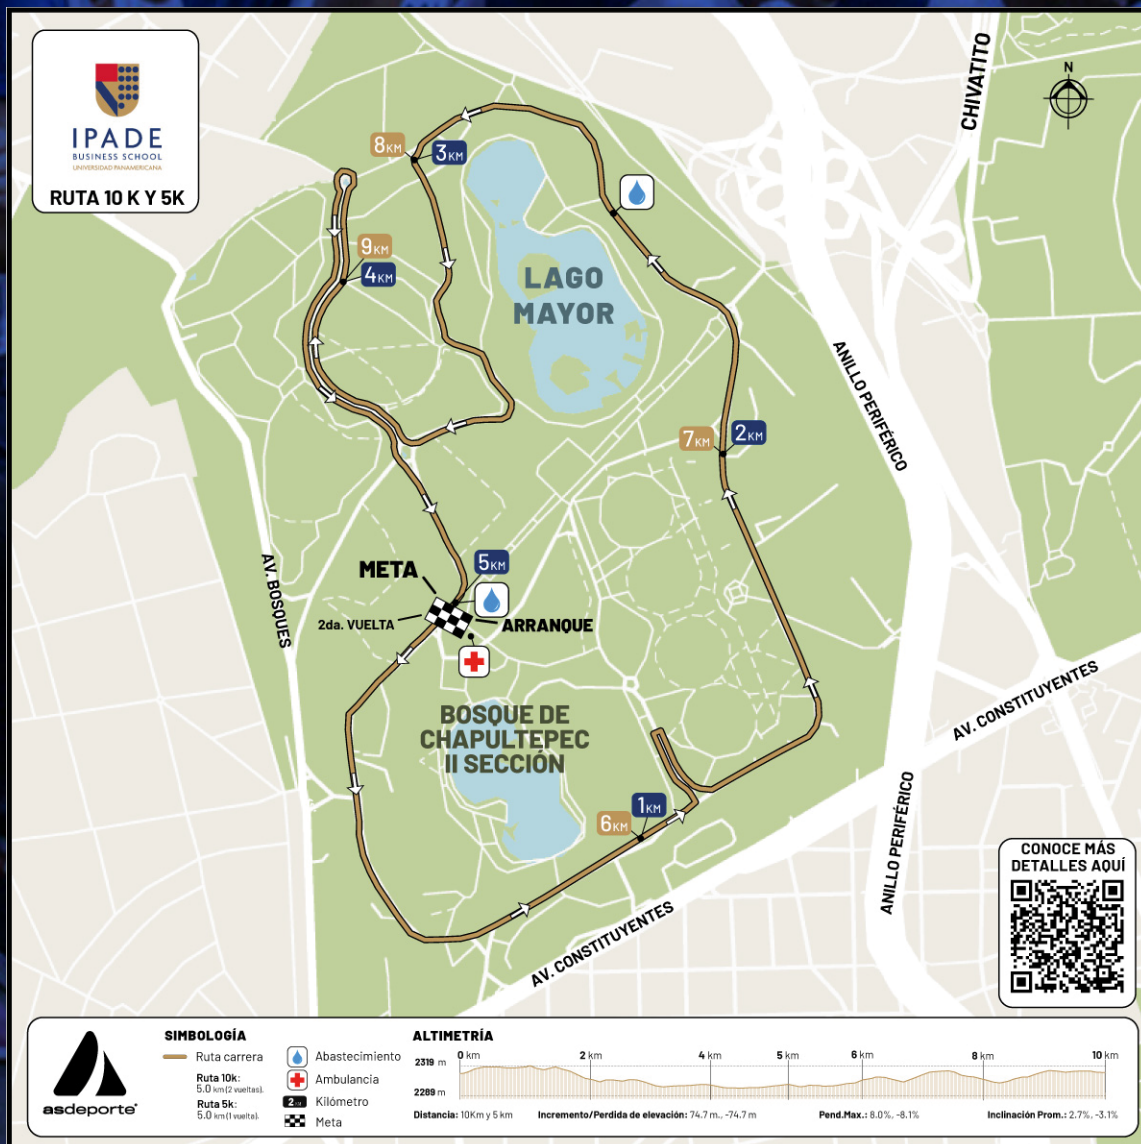 IPADE
BUSINESS SCHOOL
UNIVERSIDAD PANAMERICANA
RUTA 10 K Y 5K
N
CHIVATITO
8KM
3KM
9KM
4KM
LAGO
MAYOR
ANILLO PERIFÉRICO
7KM
2KM
AV. BOSQUES
META
5KM
2da. VUELTA
ARRANQUE
BOSQUE DE
CHAPULTEPEC
II SECCIÓN
AV. CONSTITUYENTES
6KM
1KM
ANILLO PERIFÉRICO
AV. CONSTITUYENTES
CONOCE MÁS
DETALLES AQUÍ
asdeporte
SIMBOLOGÍA
Ruta carrera
Ruta 10k:
5.0 km (2 vueltas).
Ruta 5k:
5.0 km (1 vuelta).
Abastecimiento
Ambulancia
Kilómetro
Meta
ALTIMETRÍA
0 km 2 km 4 km 5 km 6 km 8 km 10 km
2319 m
2289 m
Distancia: 10Km y 5 km Incremento/Perdida de elevación: 74.7 m., -74.7 m Pend.Max.: 8.0%, -8.1% Inclinación Prom.: 2.7%, -3.1%